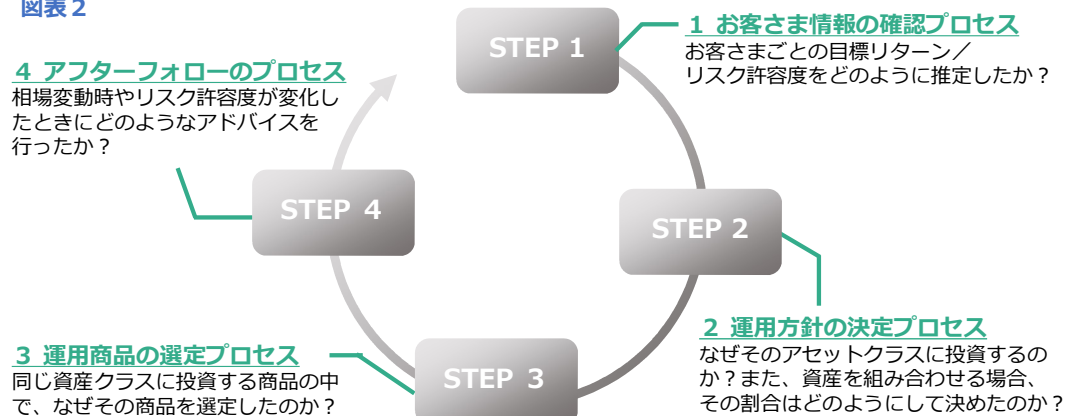 図表2
STEP 1
1 お客さま情報の確認プロセス
お客さまごとの目標リターン／
リスク許容度をどのように推定したか？
STEP 2
2 運用方針の決定プロセス
なぜそのアセットクラスに投資するの
か？また、資産を組み合わせる場合、
その割合はどのようにして決めたのか？
STEP 3
3 運用商品の選定プロセス
同じ資産クラスに投資する商品の中
で、なぜその商品を選定したのか？
STEP 4
4 アフターフォローのプロセス
相場変動時やリスク許容度が変化し
たときにどのようなアドバイスを
行ったか？